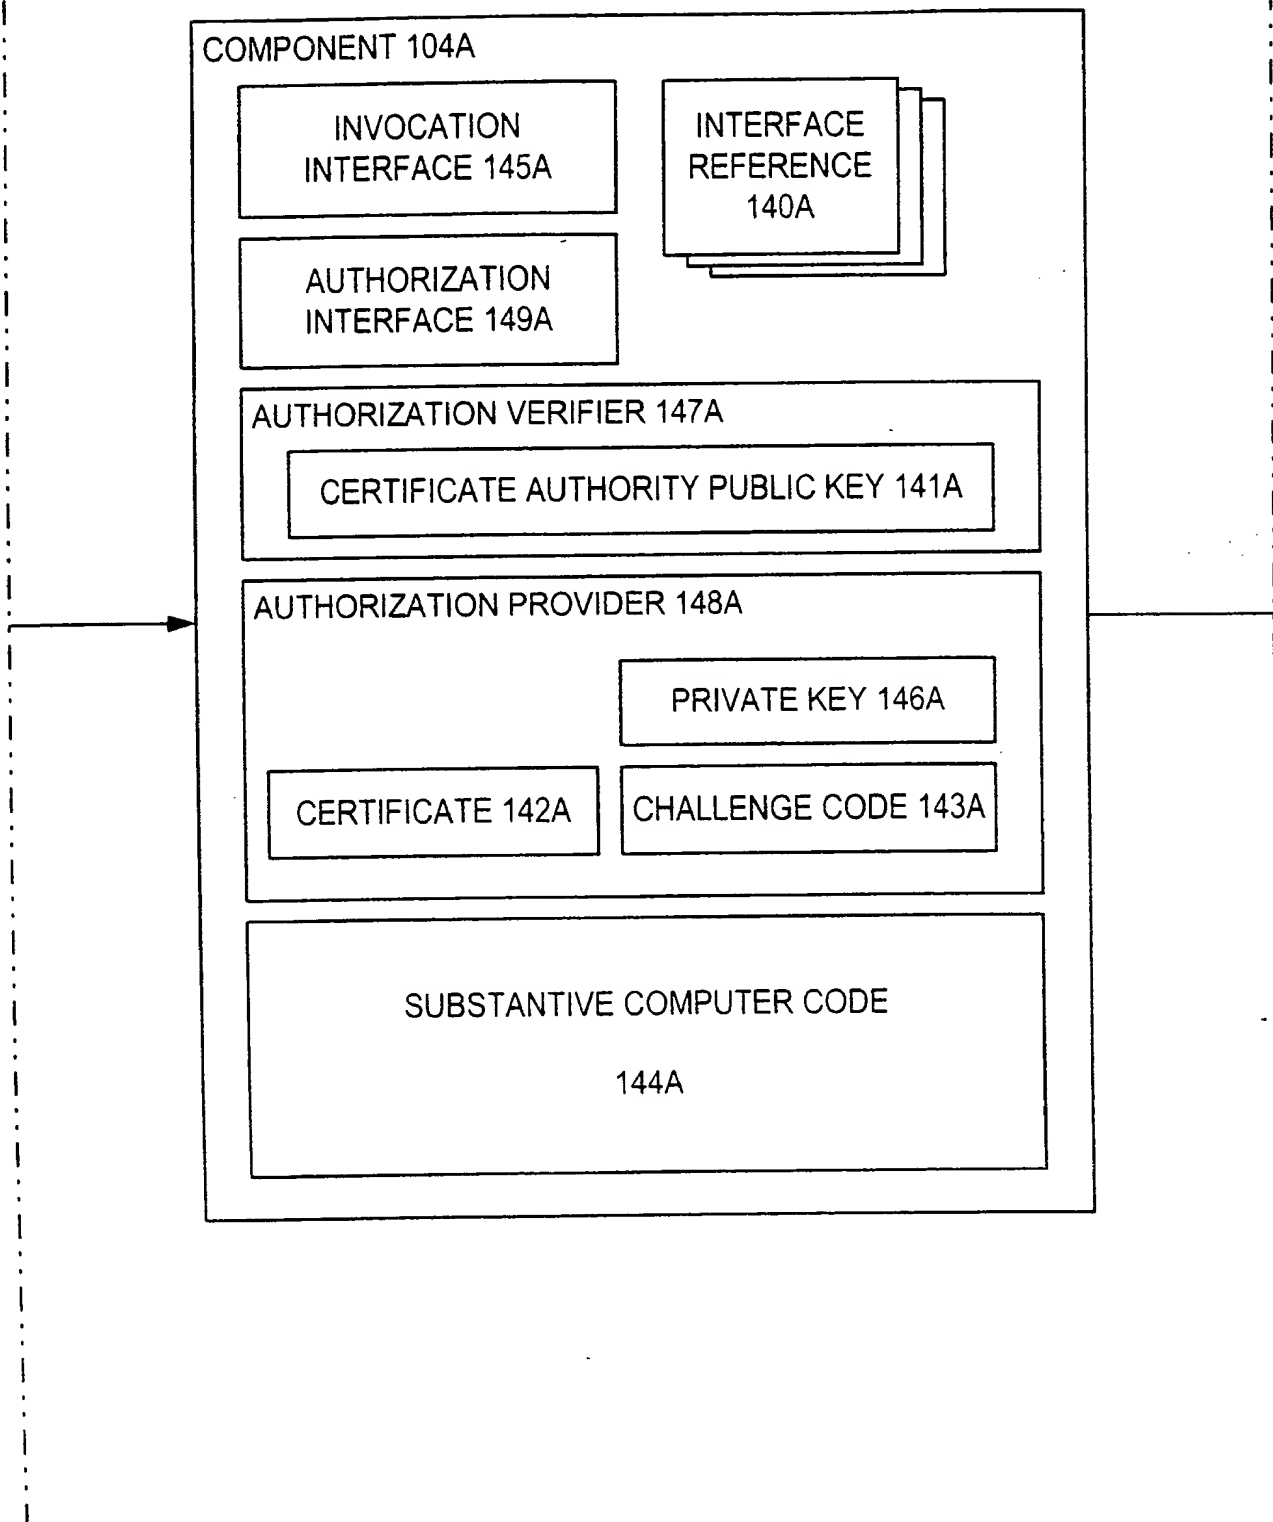 COMPONENT 104A
INVOCATION
INTERFACE 145A
INTERFACE
REFERENCE
140A
AUTHORIZATION
INTERFACE 149A
AUTHORIZATION VERIFIER 147A
CERTIFICATE AUTHORITY PUBLIC KEY 141A
AUTHORIZATION PROVIDER 148A
PRIVATE KEY 146A
CERTIFICATE 142A
CHALLENGE CODE 143A
SUBSTANTIVE COMPUTER CODE
144A